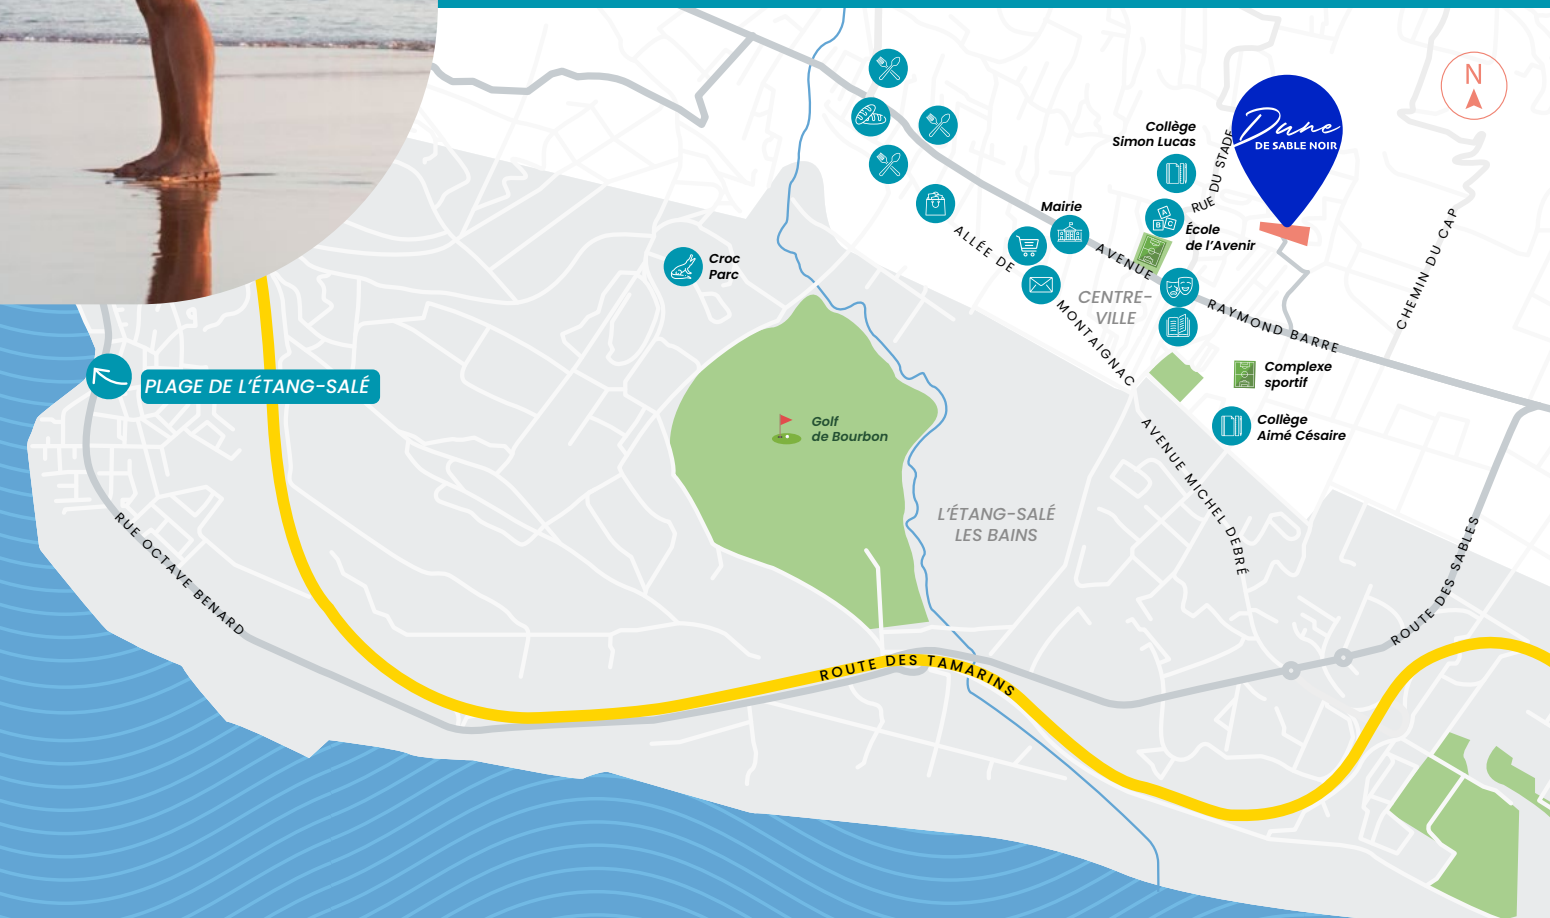 N
Dune
DE SABLE NOIR
Collège
Simon Lucas
RUE DU STADE
Mairie
A
B C
École
de l'Avenir
ALLÉE DE MONTAIGNAC
AVENUE RAYMOND BARRE
CHEMIN DU CAP
CENTRE-
VILLE
Croc
Parc
PLAGE DE L'ÉTANG-SALÉ
Complexe
sportif
Collège
Aimé Césaire
Golf
de Bourbon
AVENUE MICHEL DEBRÉ
L'ÉTANG-SALÉ
LES BAINS
RUE OCTAVE BENARD
ROUTE DES SABLES
ROUTE DES TAMARINS